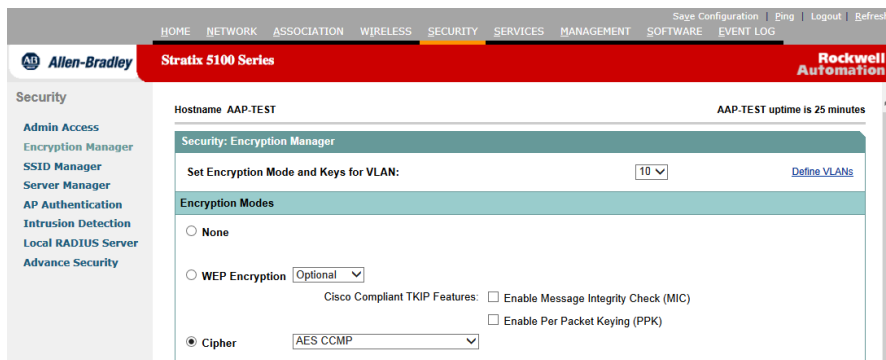 Save Configuration | Ping | Logout | Refresh
HOME NETWORK ASSOCIATION WIRELESS SECURITY SERVICES MANAGEMENT SOFTWARE EVENT LOG
AB Allen-Bradley
Stratix 5100 Series
Rockwell
Automation
Security
Admin Access
Encryption Manager
SSID Manager
Server Manager
AP Authentication
Intrusion Detection
Local RADIUS Server
Advance Security
Hostname AAP-TEST
AAP-TEST uptime is 25 minutes
Security: Encryption Manager
Set Encryption Mode and Keys for VLAN: 10 Define VLANs
Encryption Modes
None
WEP Encryption Optional
Cisco Compliant TKIP Features: Enable Message Integrity Check (MIC)
Enable Per Packet Keying (PPK)
Cipher AES CCMP